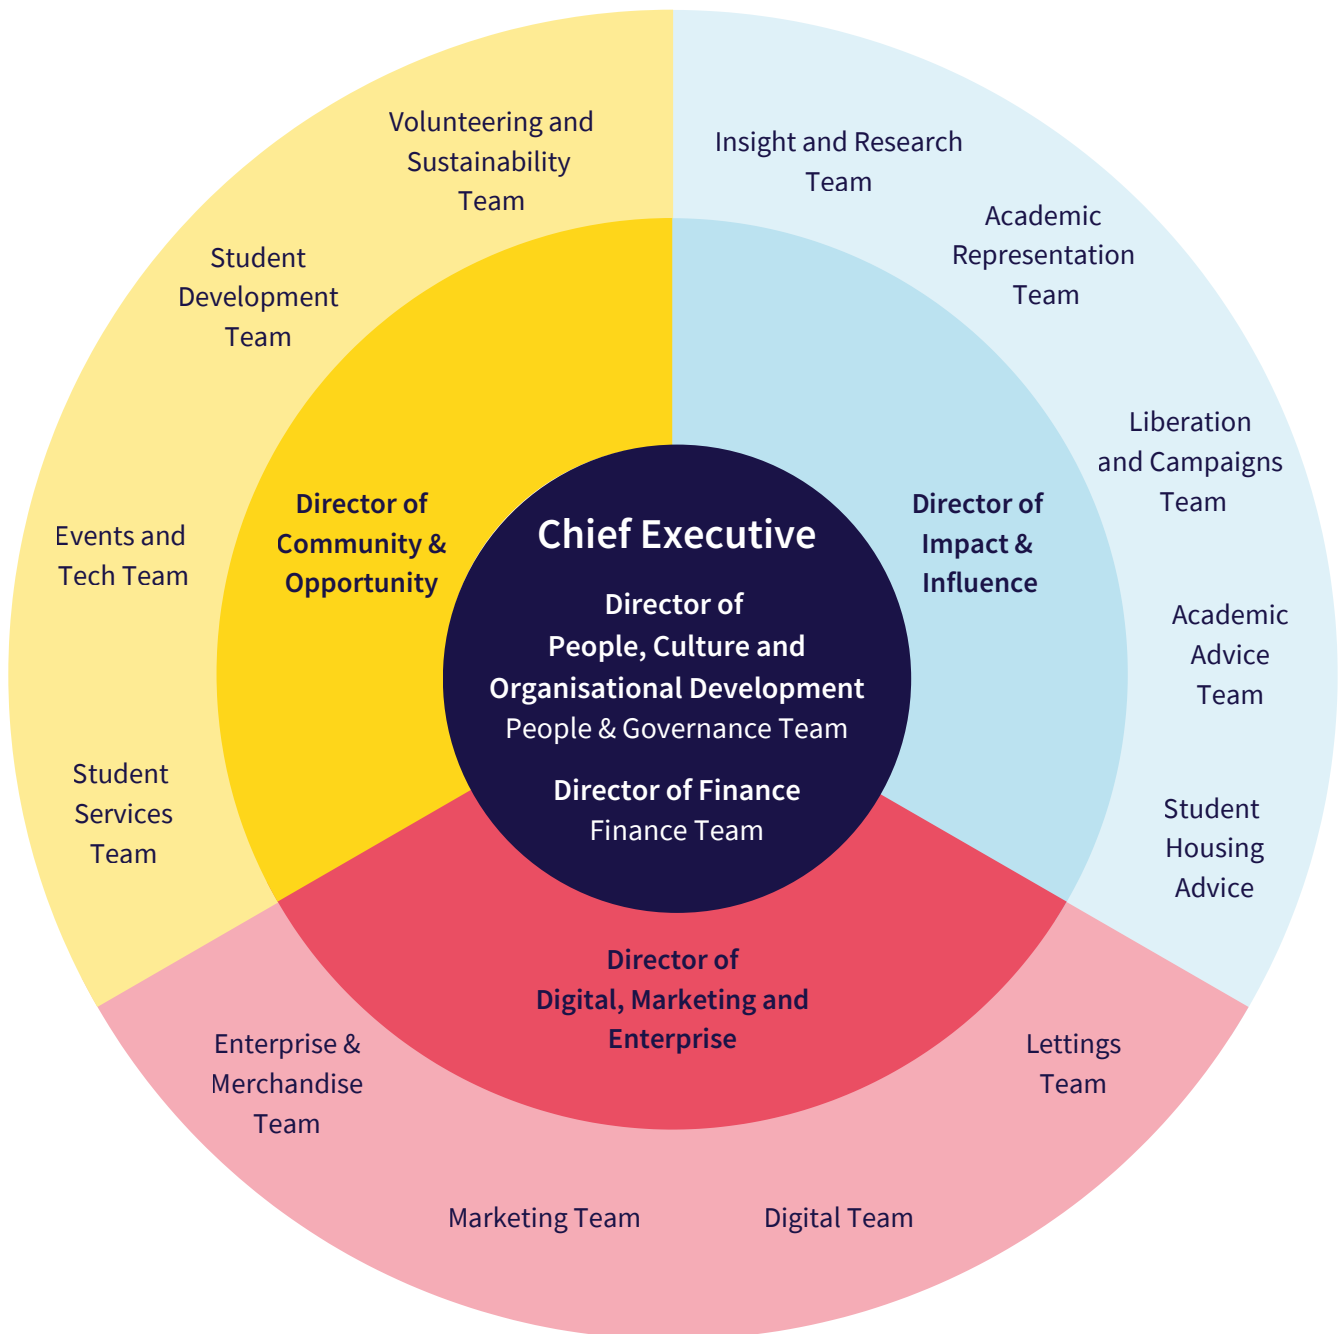 Volunteering and
Sustainability
Team
Student
Development
Team
Events and
Tech Team
Student
Services
Team
Director of
Community &
Opportunity
Insight and Research
Team
Academic
Representation
Team
Liberation
and Campaigns
Team
Academic
Advice
Team
Student
Housing
Advice
Director of
Impact &
Influence
Chief Executive
Director of
People, Culture and
Organisational Development
People & Governance Team
Director of Finance
Finance Team
Director of
Digital, Marketing and
Enterprise
Enterprise &
Merchandise
Team
Marketing Team
Digital Team
Lettings
Team